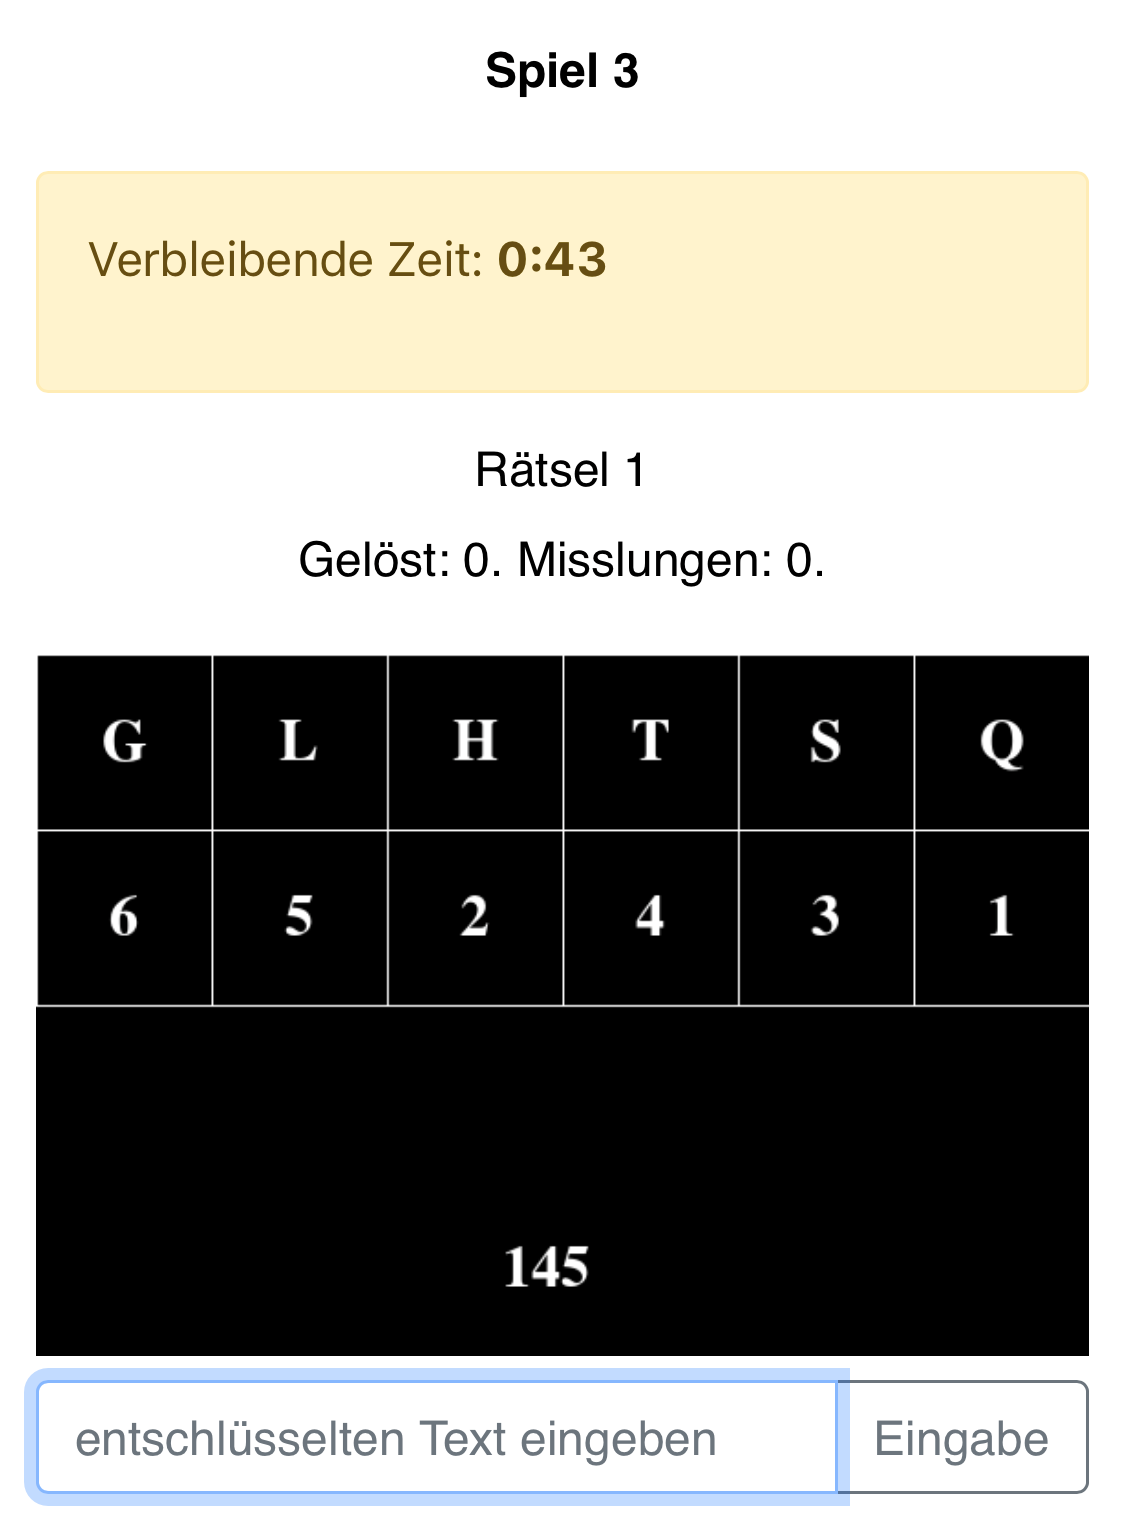 Spiel 3
Verbleibende Zeit: 0:43
Rätsel 1
Gelöst: 0. Misslungen: 0.
G L H T S Q
6 5 2 4 3 1
145
entschlüsselten Text eingeben Eingabe